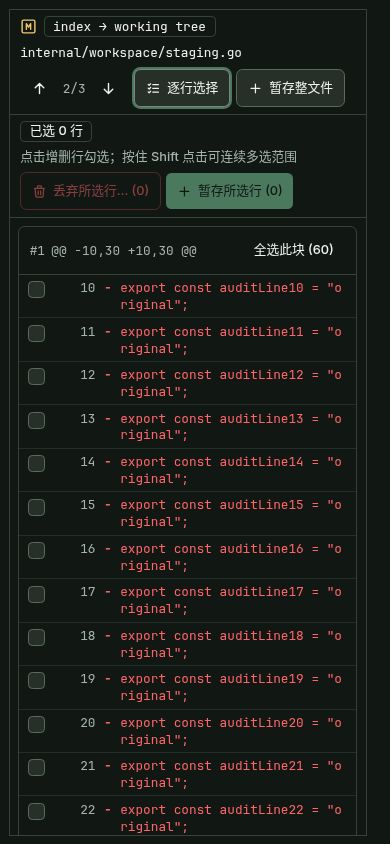 M index → working tree
internal/workspace/staging.go
↑ 2/3 ↓ 逐行选择 + 暂存整文件
已选 0 行
点击增删行勾选；按住 Shift 点击可连续多选范围
丢弃所选行... (0) + 暂存所选行 (0)
#1 @@ -10,30 +10,30 @@ 全选此块 (60)
10 - export const auditLine10 = "o
riginal";
11 - export const auditLine11 = "o
riginal";
12 - export const auditLine12 = "o
riginal";
13 - export const auditLine13 = "o
riginal";
14 - export const auditLine14 = "o
riginal";
15 - export const auditLine15 = "o
riginal";
16 - export const auditLine16 = "o
riginal";
17 - export const auditLine17 = "o
riginal";
18 - export const auditLine18 = "o
riginal";
19 - export const auditLine19 = "o
riginal";
20 - export const auditLine20 = "o
riginal";
21 - export const auditLine21 = "o
riginal";
22 - export const auditLine22 = "o
riginal";